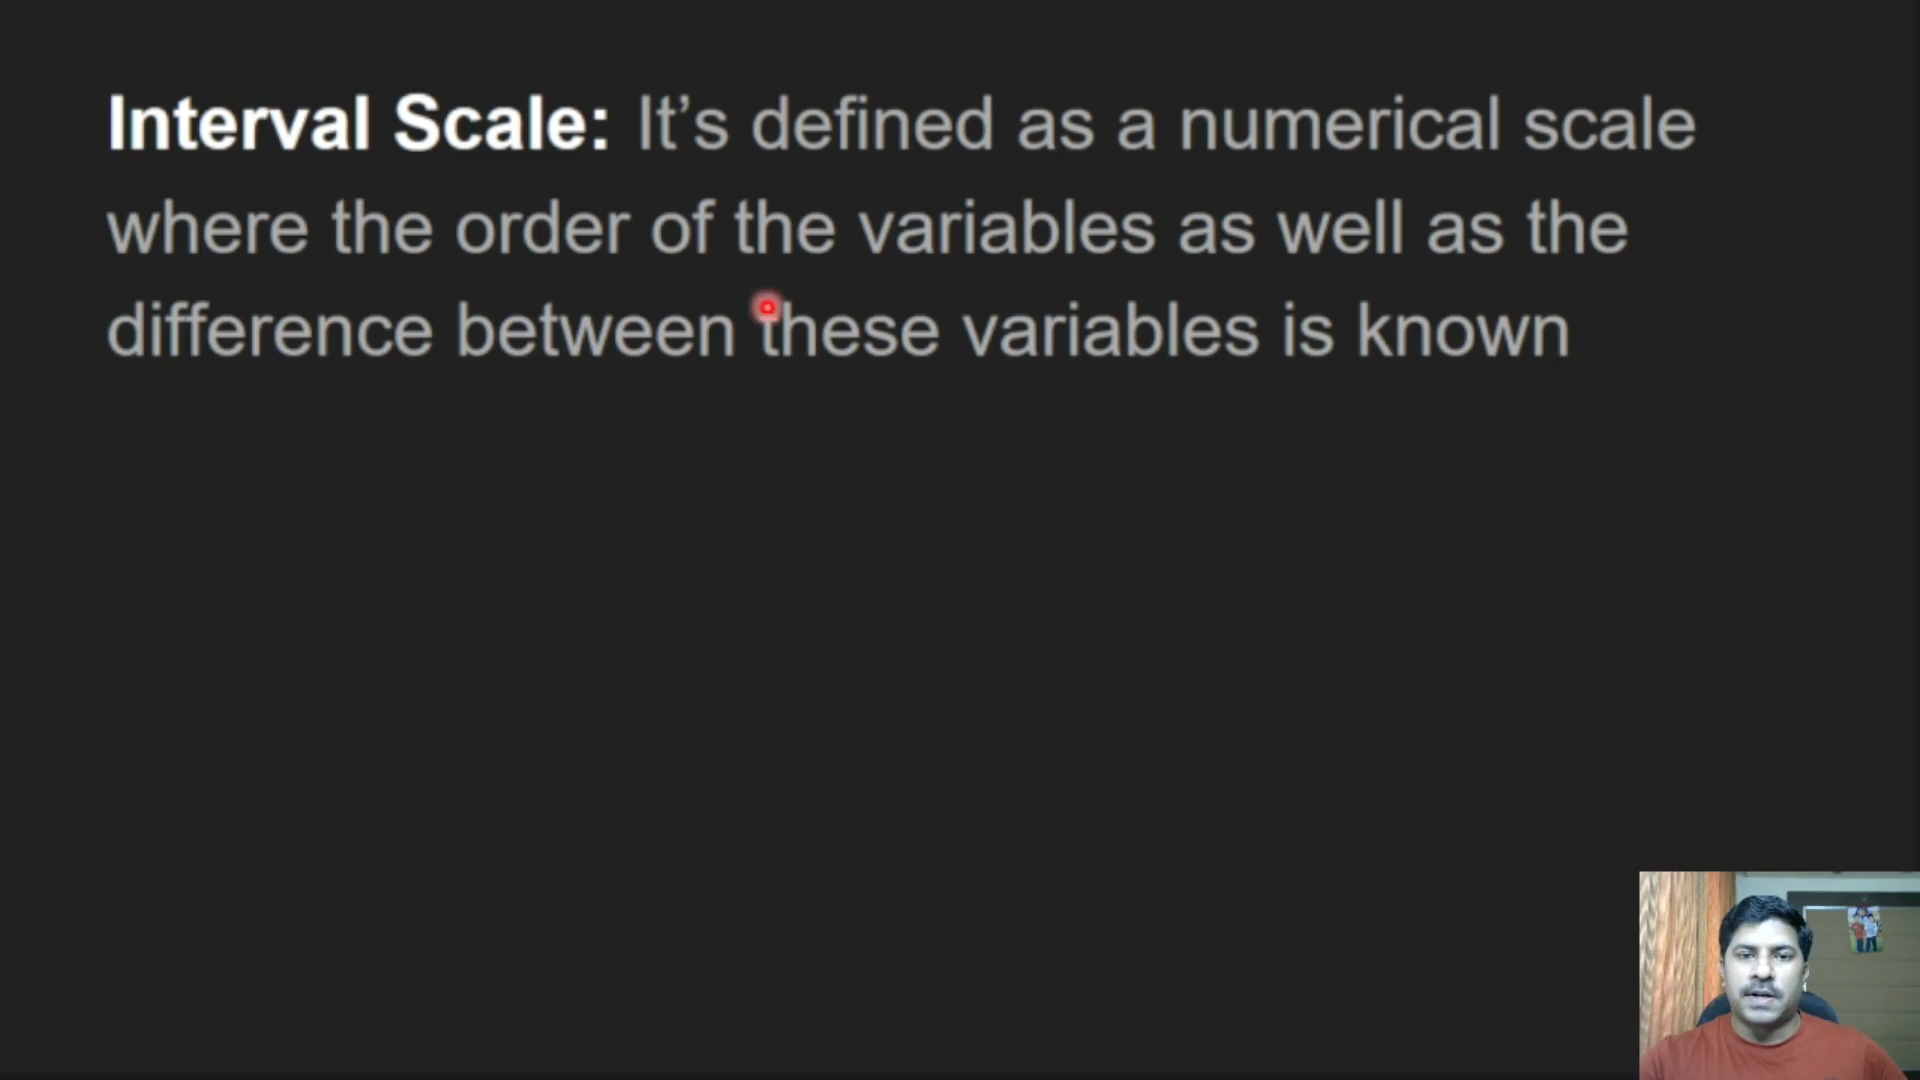 Interval Scale: It’s defined as a numerical scale
where the order of the variables as well as the
difference between these variables is known